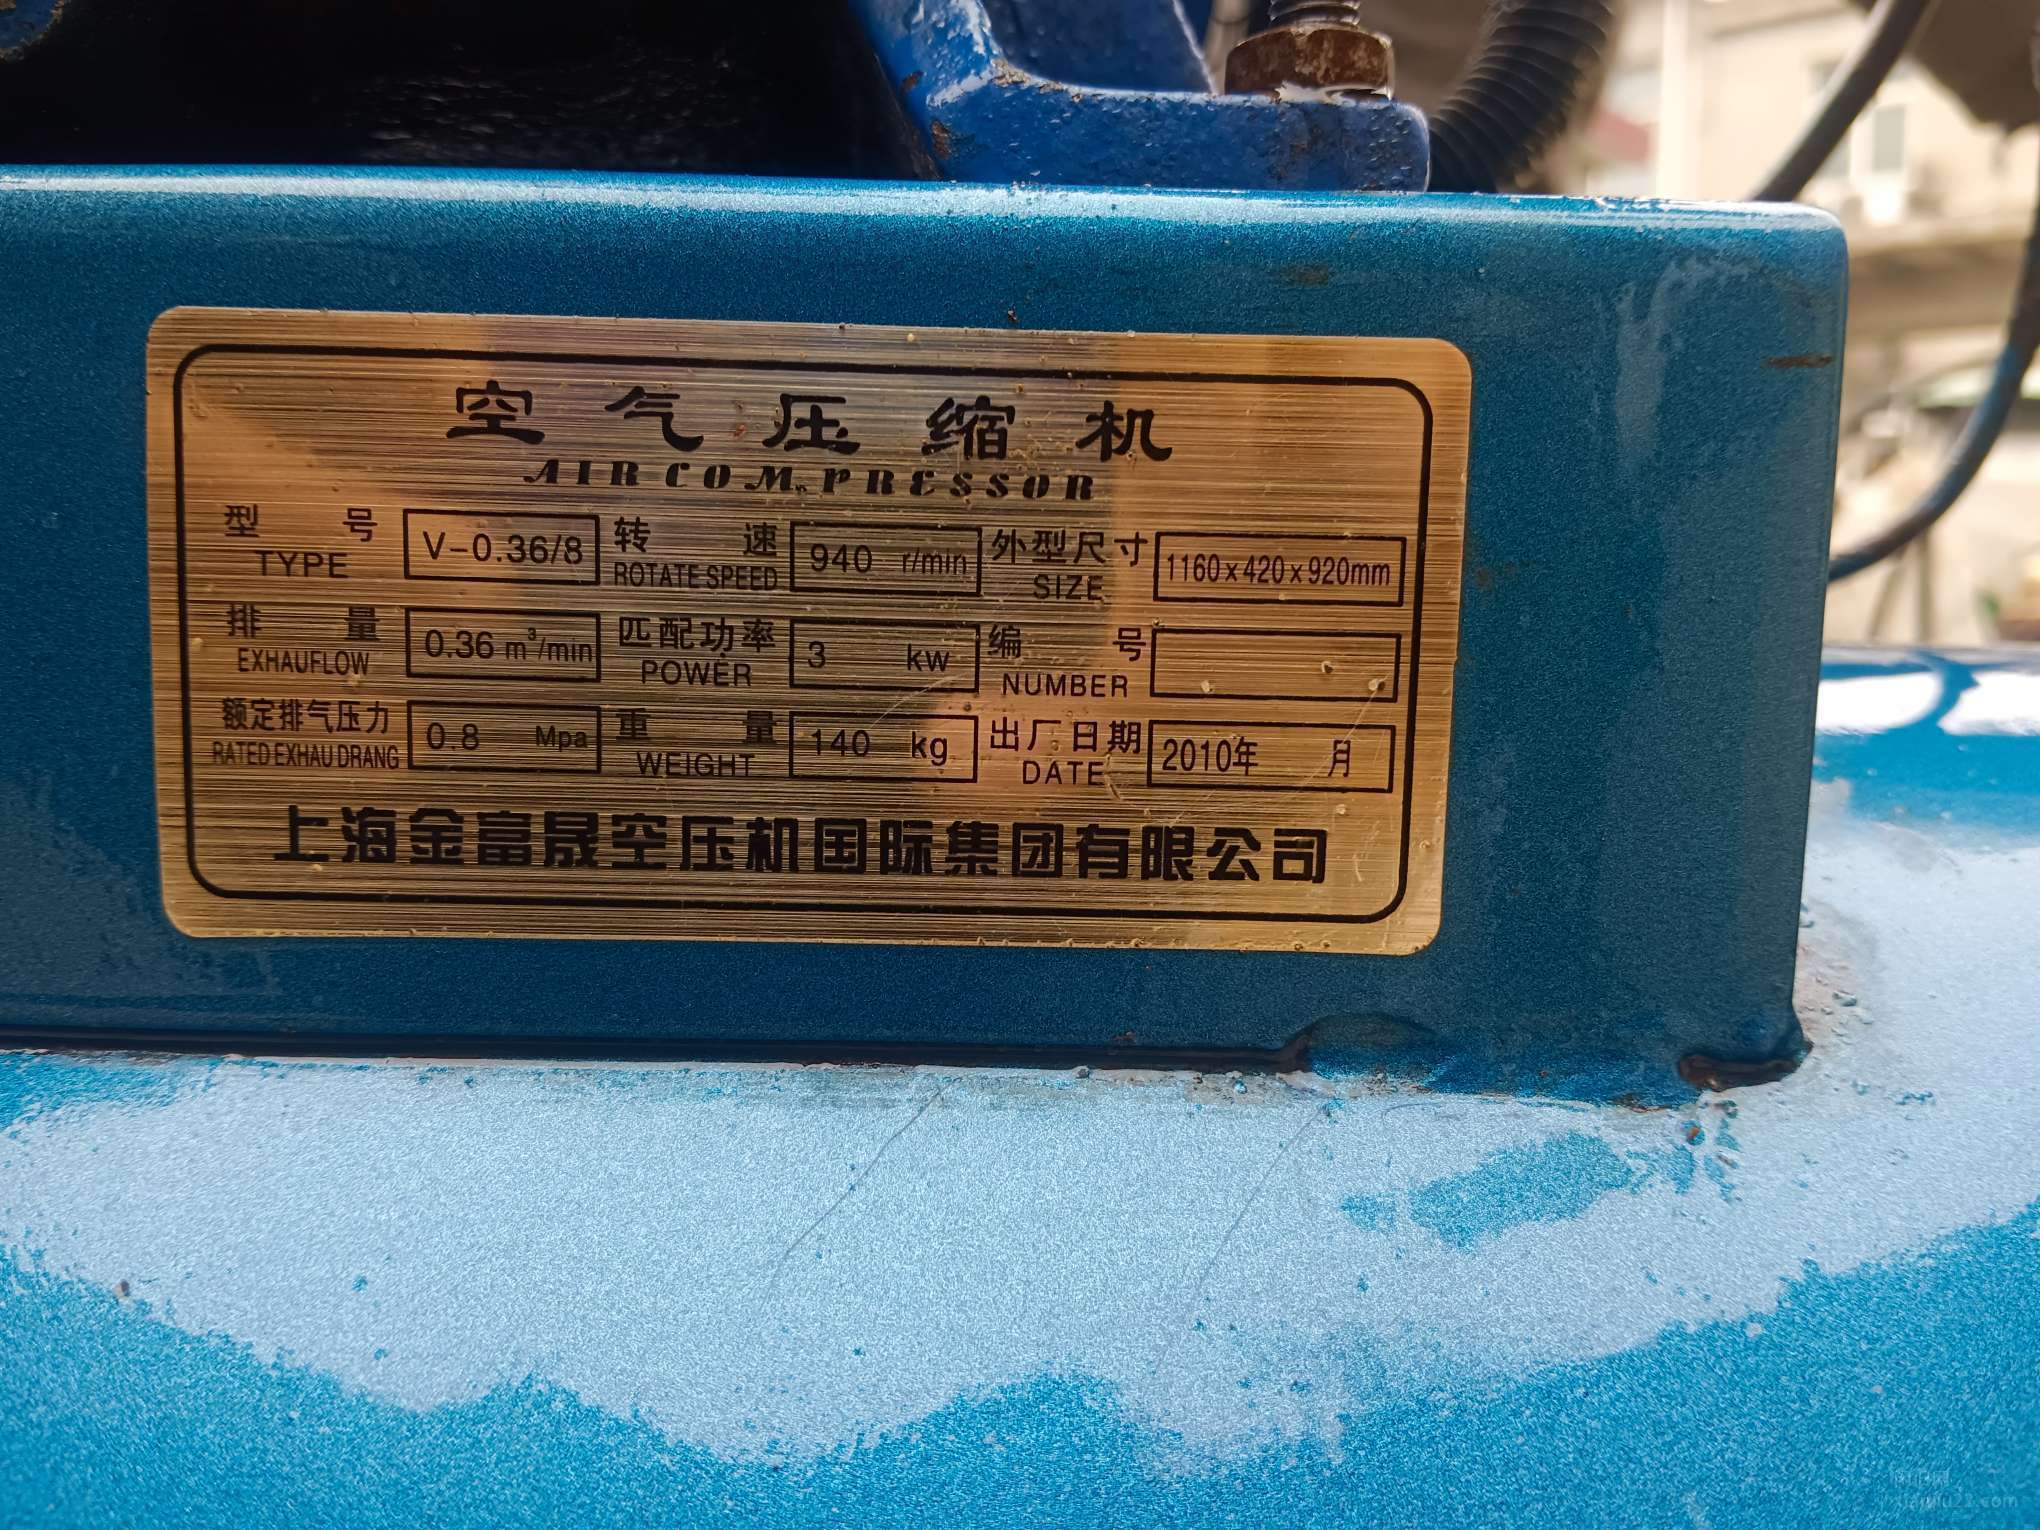 空气压缩机
AIR COMPRESSOR
型号 TYPE V-0.36/8 转速 ROTATE SPEED 940 r/min 外型尺寸 SIZE 1160x420x920mm
排量 EXHAUFLOW 0.36 m³/min 匹配功率 POWER 3 kw 编号 NUMBER
额定排气压力 RATED EXHAU DRANG 0.8 Mpa 重量 WEIGHT 140 kg 出厂日期 DATE 2010年 月
上海金富晟空压机国际集团有限公司